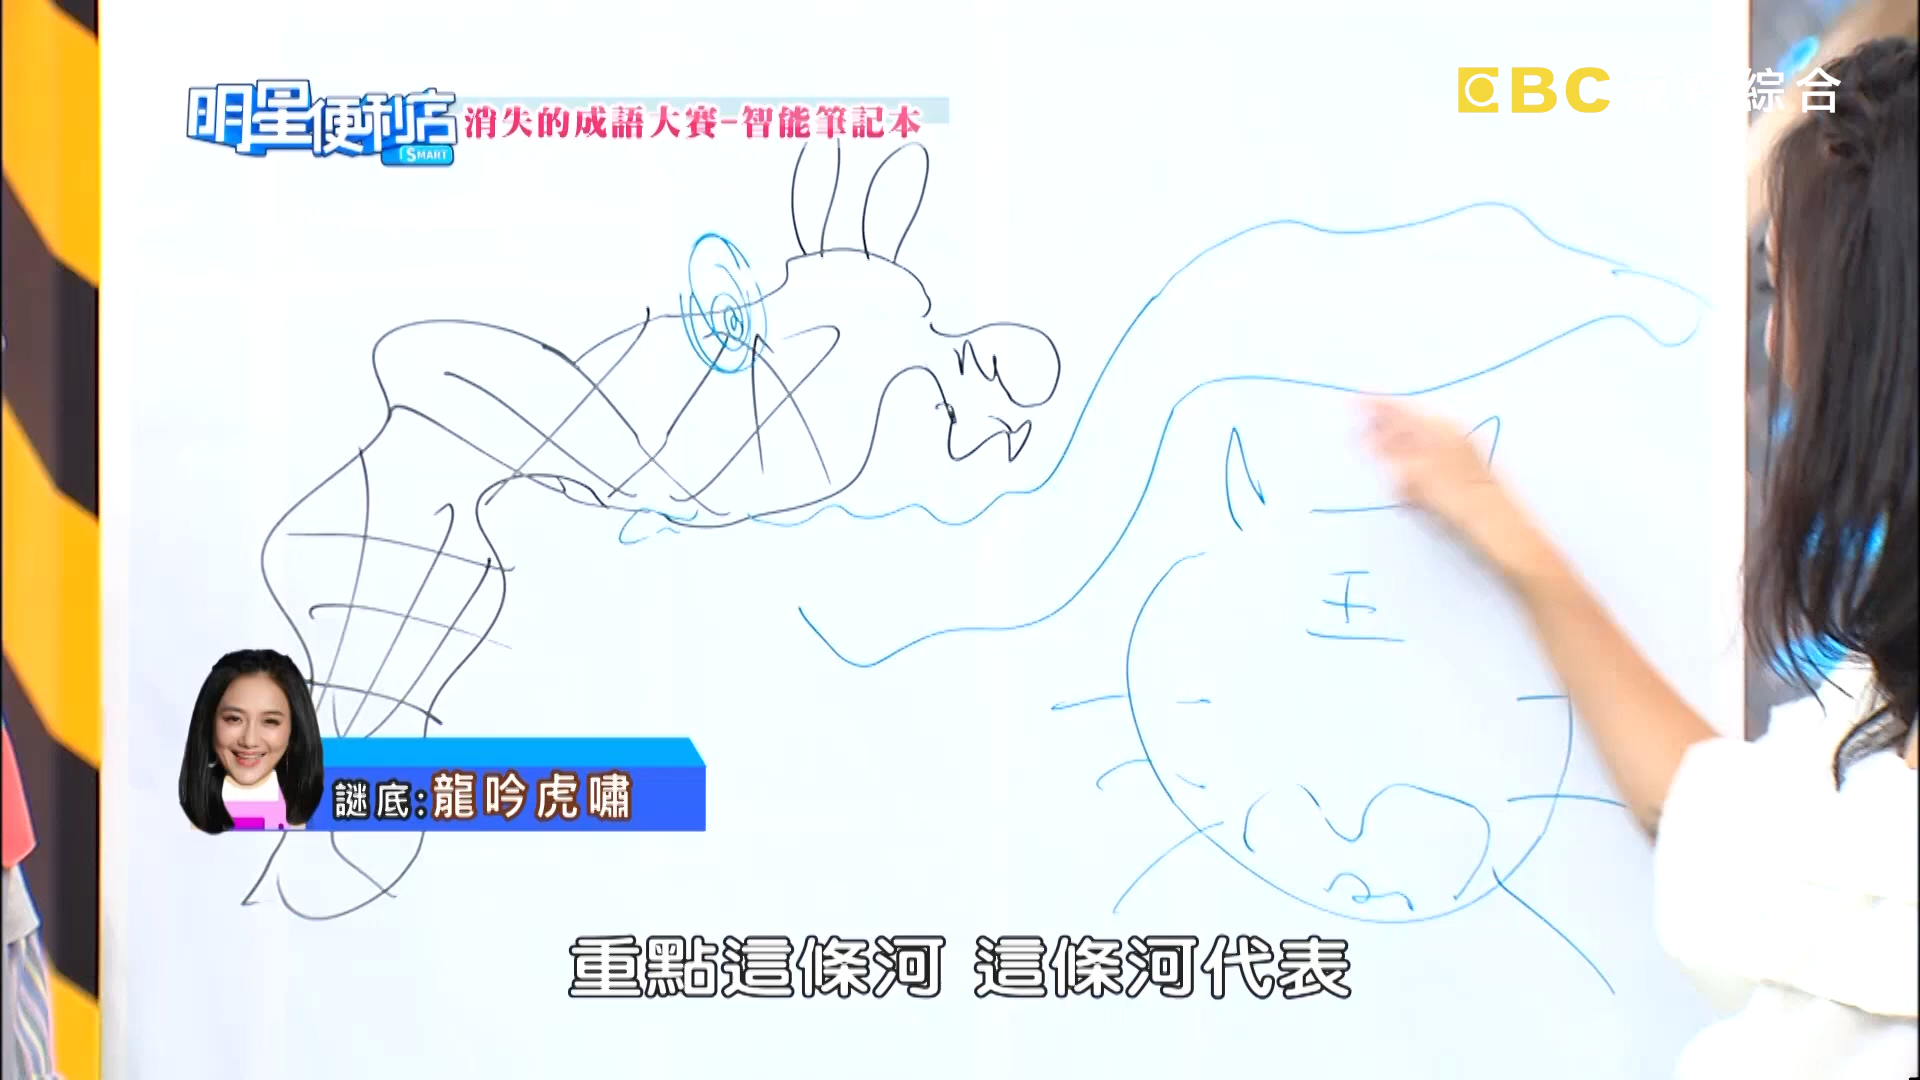 明星便利店
SMART
消失的成語大賽-智能筆記本
EBC 綜合
王
謎底:龍吟虎嘯
重點這條河 這條河代表